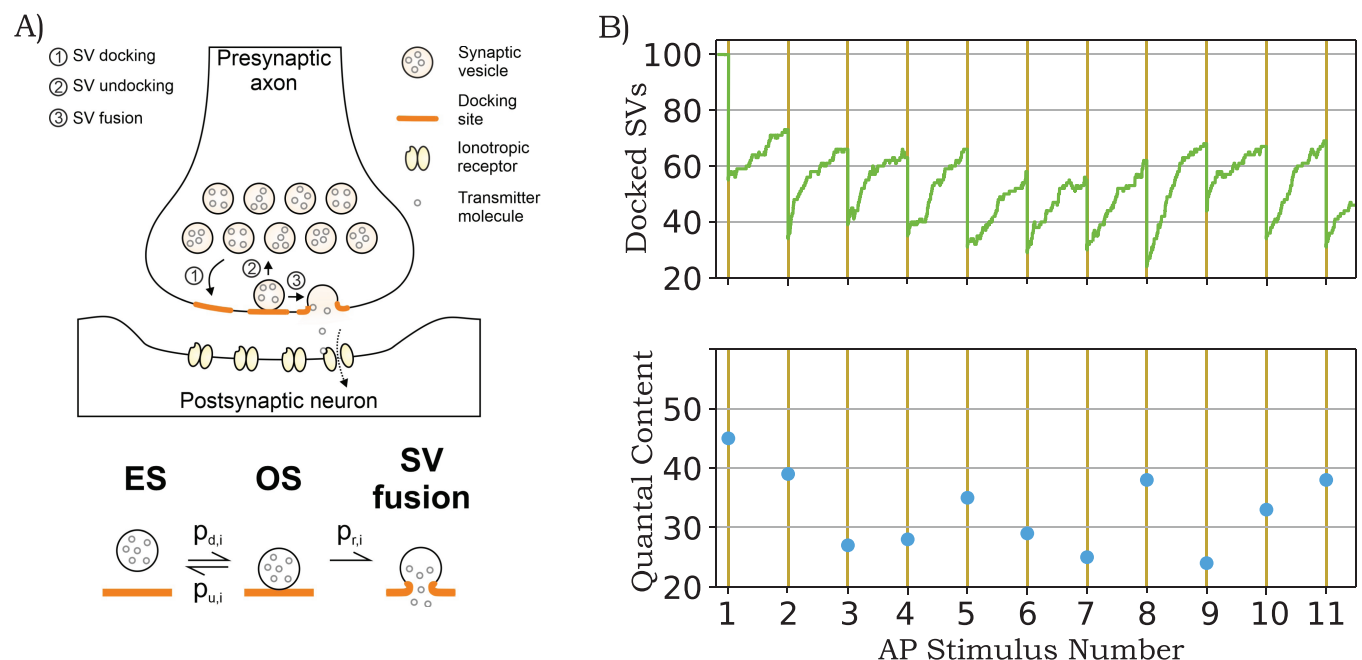 A)
① SV docking
② SV undocking
③ SV fusion
Presynaptic
axon
Synaptic
vesicle
Docking
site
Ionotropic
receptor
Transmitter
molecule
①
②
③
Postsynaptic neuron
ES
OS
SV
fusion
p_d,i
p_u,i
p_r,i
B)
Docked SVs
100
80
60
40
20
Quantal Content
50
40
30
20
1 2 3 4 5 6 7 8 9 10 11
AP Stimulus Number